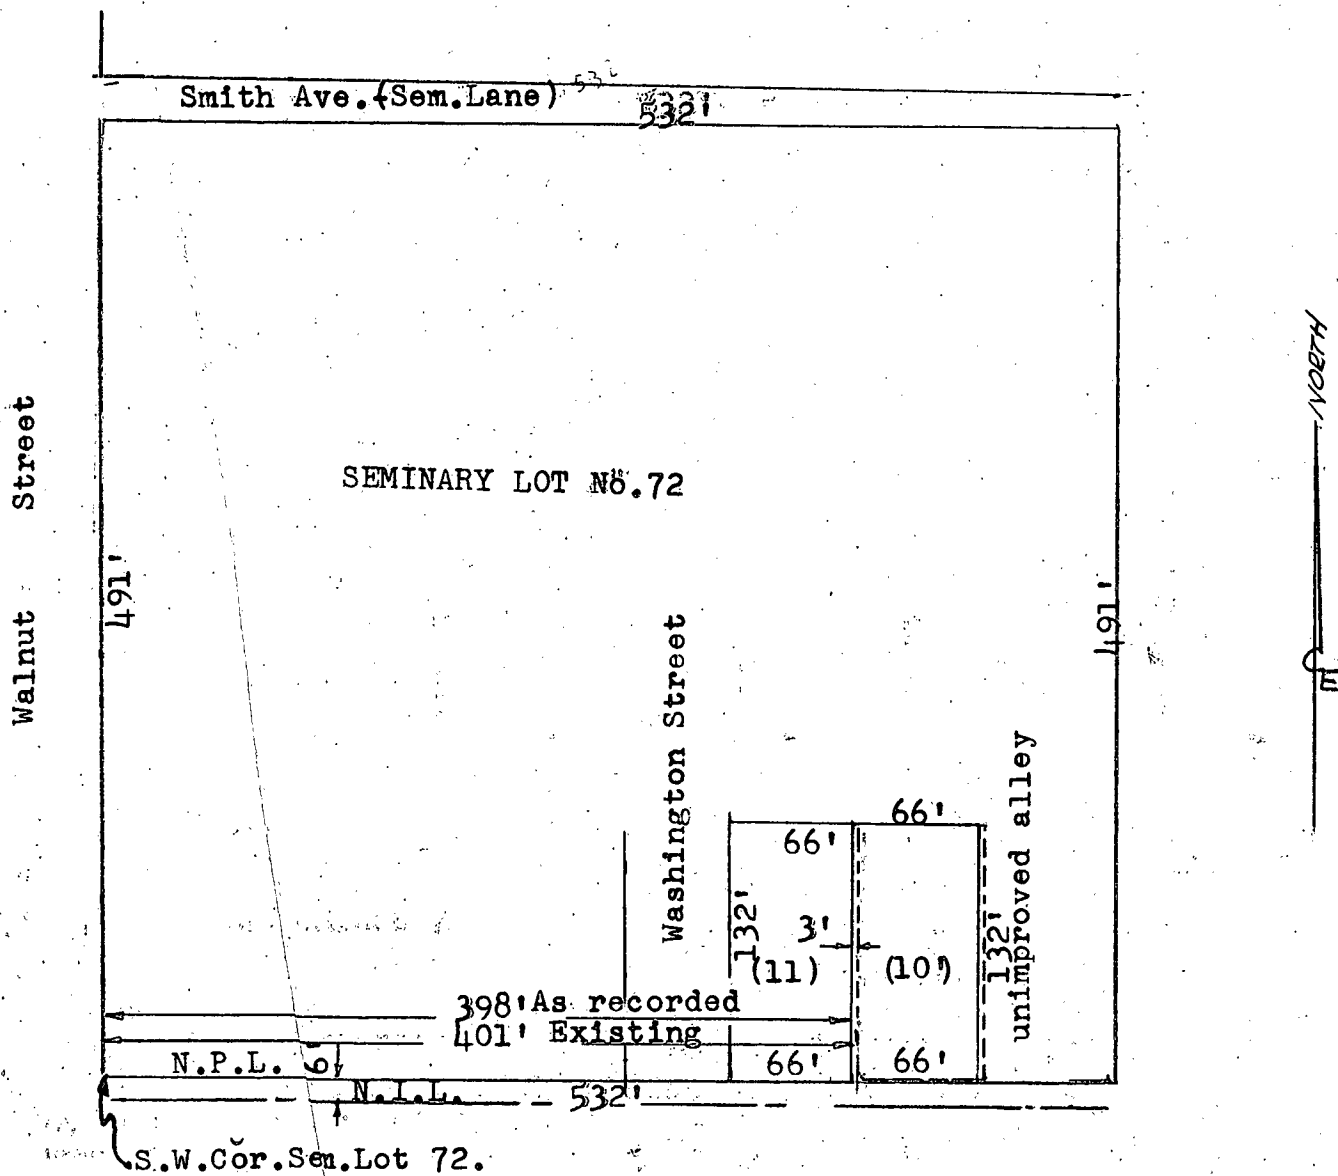 532
Smith Ave.(Sem.Lane)
532'
Walnut Street
491'
SEMINARY LOT No.72
491'
NORTH
E
Washington Street
unimproved alley
66'
66'
132'
3'
132'
(11)
(10)
398' As recorded
401' Existing
N.P.L. 6'
66'
66'
N.I.L.
532'
S.W.Cor.Sem.Lot 72.